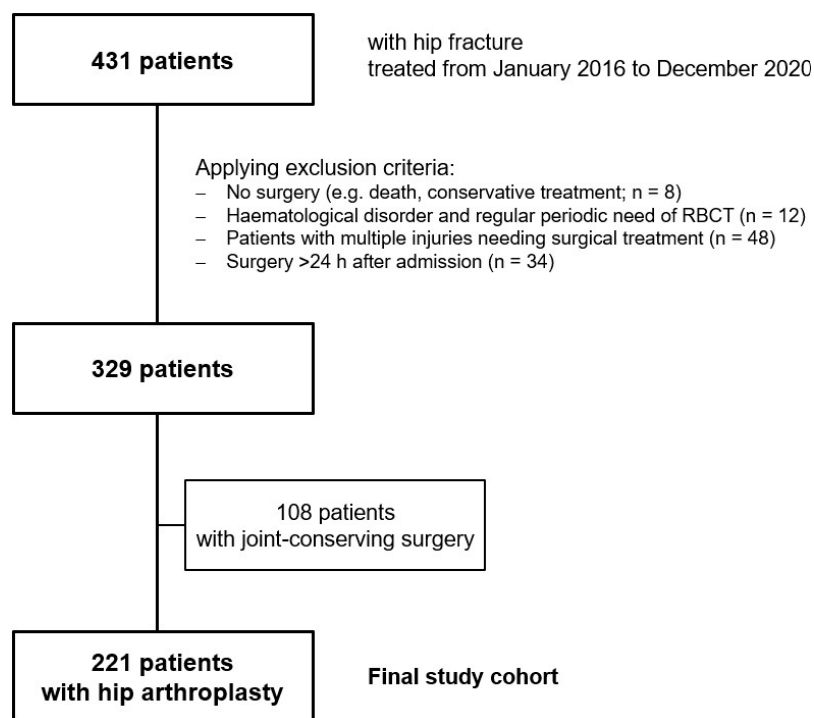 431 patients
with hip fracture
treated from January 2016 to December 2020
Applying exclusion criteria:
– No surgery (e.g. death, conservative treatment; n = 8)
– Haematological disorder and regular periodic need of RBCT (n = 12)
– Patients with multiple injuries needing surgical treatment (n = 48)
– Surgery >24 h after admission (n = 34)
329 patients
108 patients
with joint-conserving surgery
221 patients
with hip arthroplasty
Final study cohort